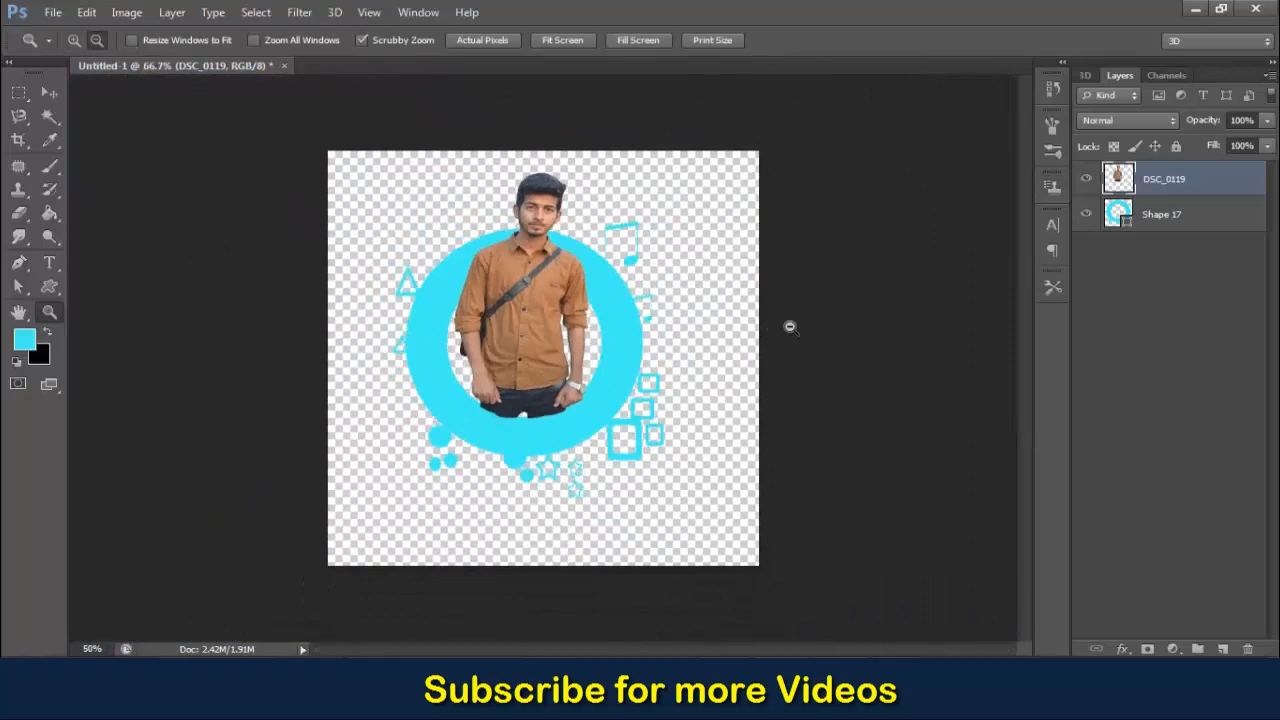 Ps File Edit Image Layer Type Select Filter 3D View Window Help
Resize Windows to Fit Zoom All Windows Scrubby Zoom Actual Pixels Fit Screen Fill Screen Print Size 3D
Untitled-1 @ 66.7% (DSC_0119, RGB/8) * ×
3D Layers Channels
Kind
Normal Opacity: 100%
Locks: Fill: 100%
DSC_0119
Shape 17
50% Doc: 2.42M/1.91M
Subscribe for more Videos